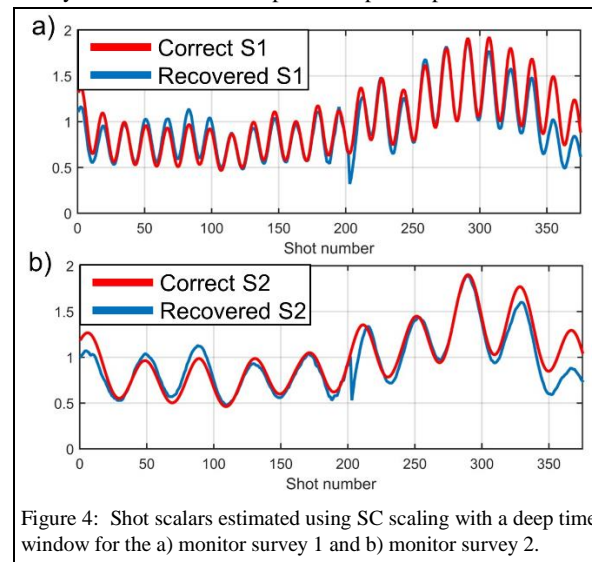 a)
Correct S1
Recovered S1
2
1.5
1
0.5
0
0 50 100 150 200 250 300 350
Shot number
b)
Correct S2
Recovered S2
2
1.5
1
0.5
0
0 50 100 150 200 250 300 350
Shot number
Figure 4: Shot scalars estimated using SC scaling with a deep time
window for the a) monitor survey 1 and b) monitor survey 2.